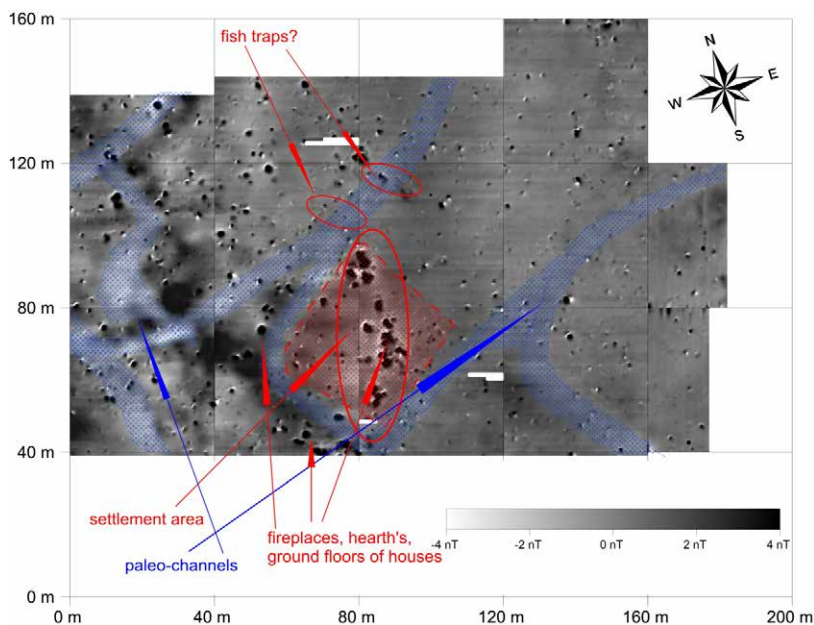 160 m
fish traps?
N
E
W
S
120 m
80 m
40 m
settlement area
fireplaces, hearth's,
ground floors of houses
paleo-channels
-4 nT
-2 nT
0 nT
2 nT
4 nT
0 m
0 m
40 m
80 m
120 m
160 m
200 m